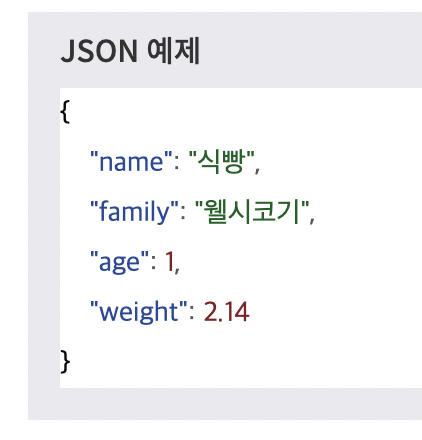 JSON 예제
{
"name": "식빵",
"family": "웰시코기",
"age": 1,
"weight": 2.14
}